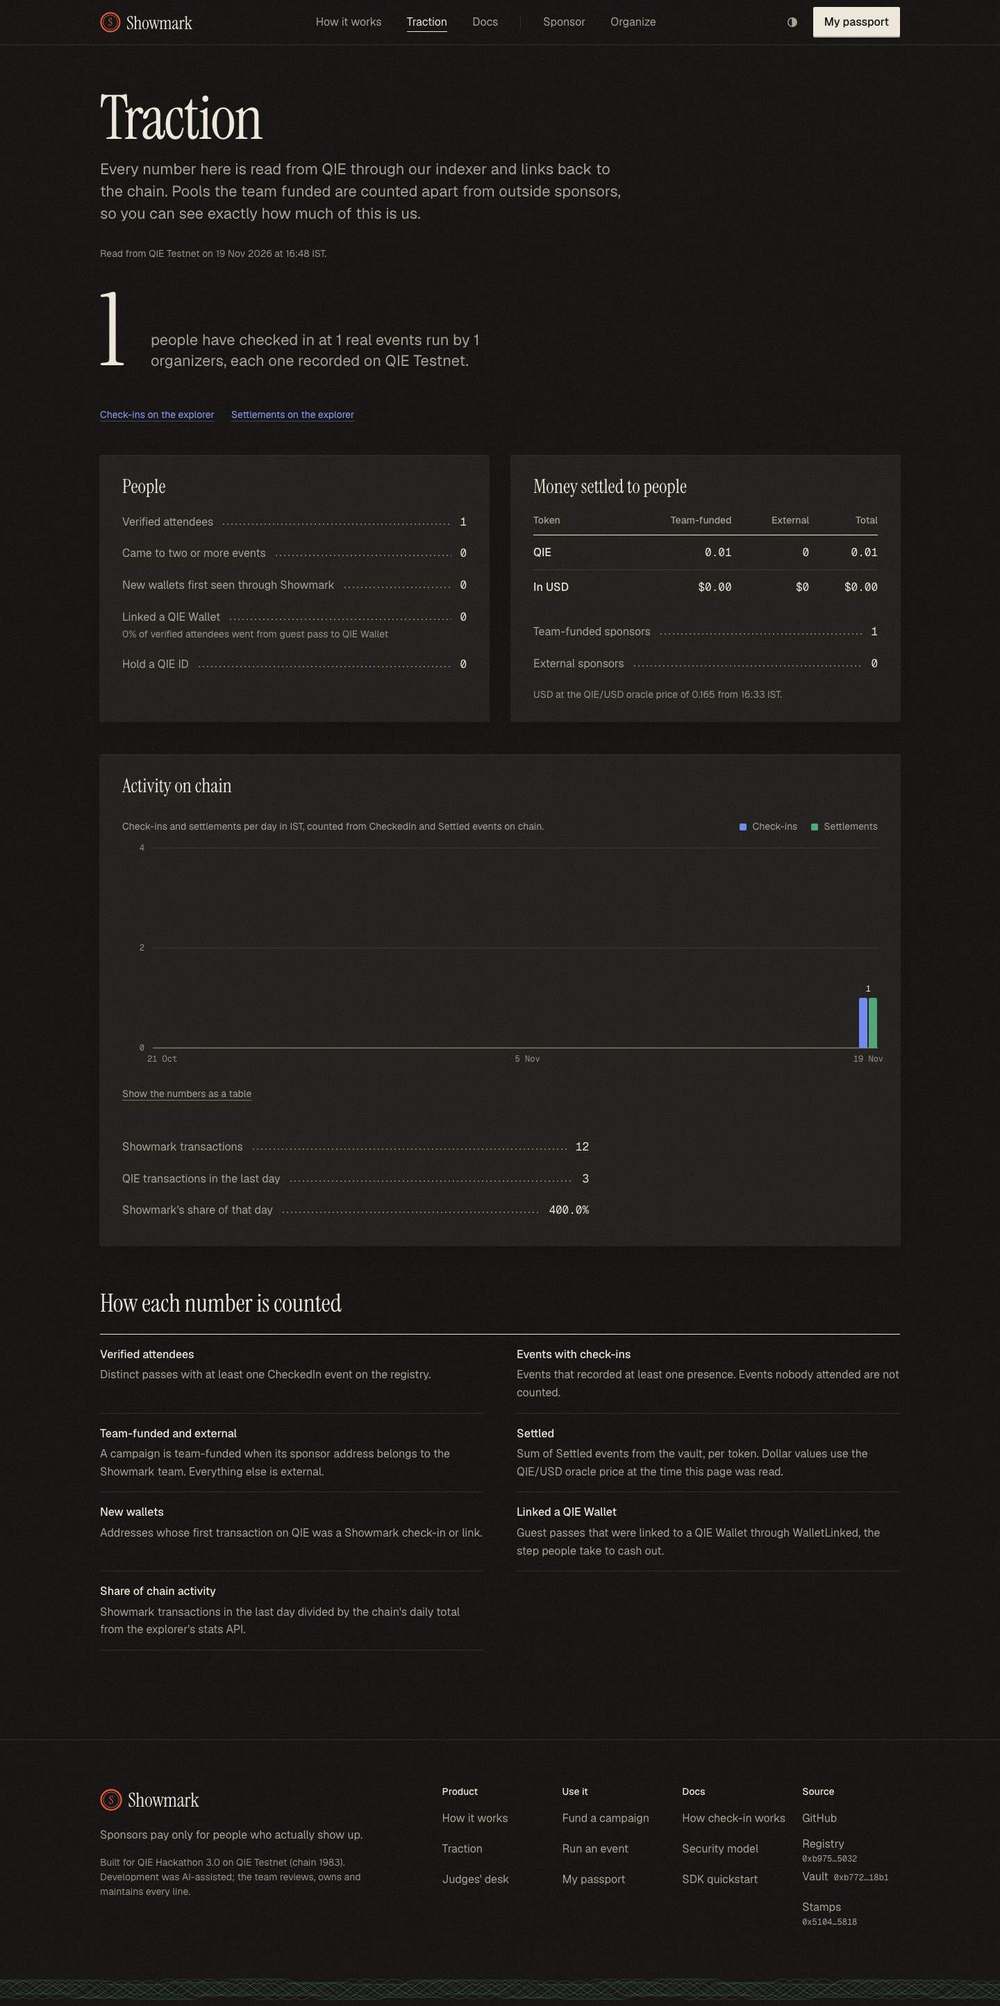 Showmark
How it works
Traction
Docs
Sponsor
Organize
My passport
Traction
Every number here is read from QIE through our indexer and links back to
the chain. Pools the team funded are counted apart from outside sponsors,
so you can see exactly how much of this is us.
Read from QIE Testnet on 19 Nov 2026 at 16:48 IST.
1
people have checked in at 1 real events run by 1
organizers, each one recorded on QIE Testnet.
Check-ins on the explorer
Settlements on the explorer
People
Verified attendees 1
Came to two or more events 0
New wallets first seen through Showmark 0
Linked a QIE Wallet 0
0% of verified attendees went from guest pass to QIE Wallet
Hold a QIE ID 0
Money settled to people
Token Team-funded External Total
QIE 0.01 0 0.01
In USD $0.00 $0 $0.00
Team-funded sponsors 1
External sponsors 0
USD at the QIE/USD oracle price of 0.165 from 16:33 IST.
Activity on chain
Check-ins and settlements per day in IST, counted from CheckedIn and Settled events on chain.
Check-ins
Settlements
4
2
1
0
21 Oct
5 Nov
19 Nov
Show the numbers as a table
Showmark transactions 12
QIE transactions in the last day 3
Showmark's share of that day 400.0%
How each number is counted
Verified attendees
Distinct passes with at least one CheckedIn event on the registry.
Events with check-ins
Events that recorded at least one presence. Events nobody attended are not
counted.
Team-funded and external
A campaign is team-funded when its sponsor address belongs to the
Showmark team. Everything else is external.
Settled
Sum of Settled events from the vault, per token. Dollar values use the
QIE/USD oracle price at the time this page was read.
New wallets
Addresses whose first transaction on QIE was a Showmark check-in or link.
Linked a QIE Wallet
Guest passes that were linked to a QIE Wallet through WalletLinked, the
step people take to cash out.
Share of chain activity
Showmark transactions in the last day divided by the chain's daily total
from the explorer's stats API.
Showmark
Sponsors pay only for people who actually show up.
Built for QIE Hackathon 3.0 on QIE Testnet (chain 1983).
Development was AI-assisted; the team reviews, owns and
maintains every line.
Product
How it works
Traction
Judges' desk
Use it
Fund a campaign
Run an event
My passport
Docs
How check-in works
Security model
SDK quickstart
Source
GitHub
Registry
0xb975…5032
Vault 0xb772…18b1
Stamps
0x5104…5818